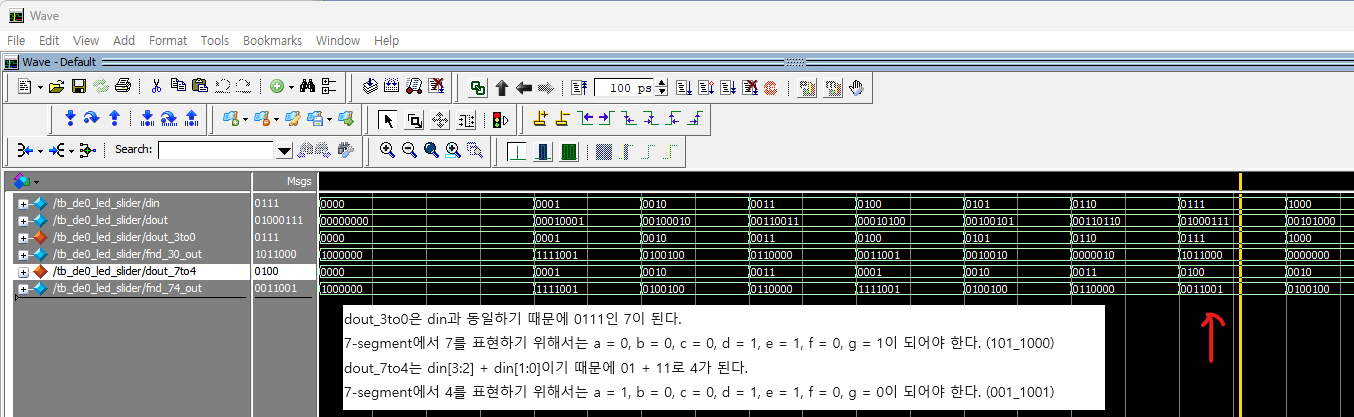 Wave
File Edit View Add Format Tools Bookmarks Window Help
Wave - Default
100 ps
Search:
Msgs
/tb_de0_led_slider/din 0111 0000 0001 0010 0011 0100 0101 0110 0111 1000
/tb_de0_led_slider/dout 01000111 00000000 00010001 00100010 00110011 00010100 00100101 00110110 01000111 00101000
/tb_de0_led_slider/dout_3to0 0111 0000 0001 0010 0011 0100 0101 0110 0111 1000
/tb_de0_led_slider/fnd_30_out 1011000 1000000 1111001 0100100 0110000 0011001 0010010 0000010 1011000 0000000
/tb_de0_led_slider/dout_7to4 0100 0000 0001 0010 0011 0001 0010 0011 0100 0010
/tb_de0_led_slider/fnd_74_out 0011001 1000000 1111001 0100100 0110000 1111001 0100100 0110000 0011001 0100100
dout_3to0은 din과 동일하기 때문에 0111인 7이 된다.
7-segment에서 7를 표현하기 위해서는 a = 0, b = 0, c = 0, d = 1, e = 1, f = 0, g = 1이 되어야 한다. (101_1000)
dout_7to4는 din[3:2] + din[1:0]이기 때문에 01 + 11로 4가 된다.
7-segment에서 4를 표현하기 위해서는 a = 1, b = 0, c = 0, d = 1, e = 1, f = 0, g = 0이 되어야 한다. (001_1001)